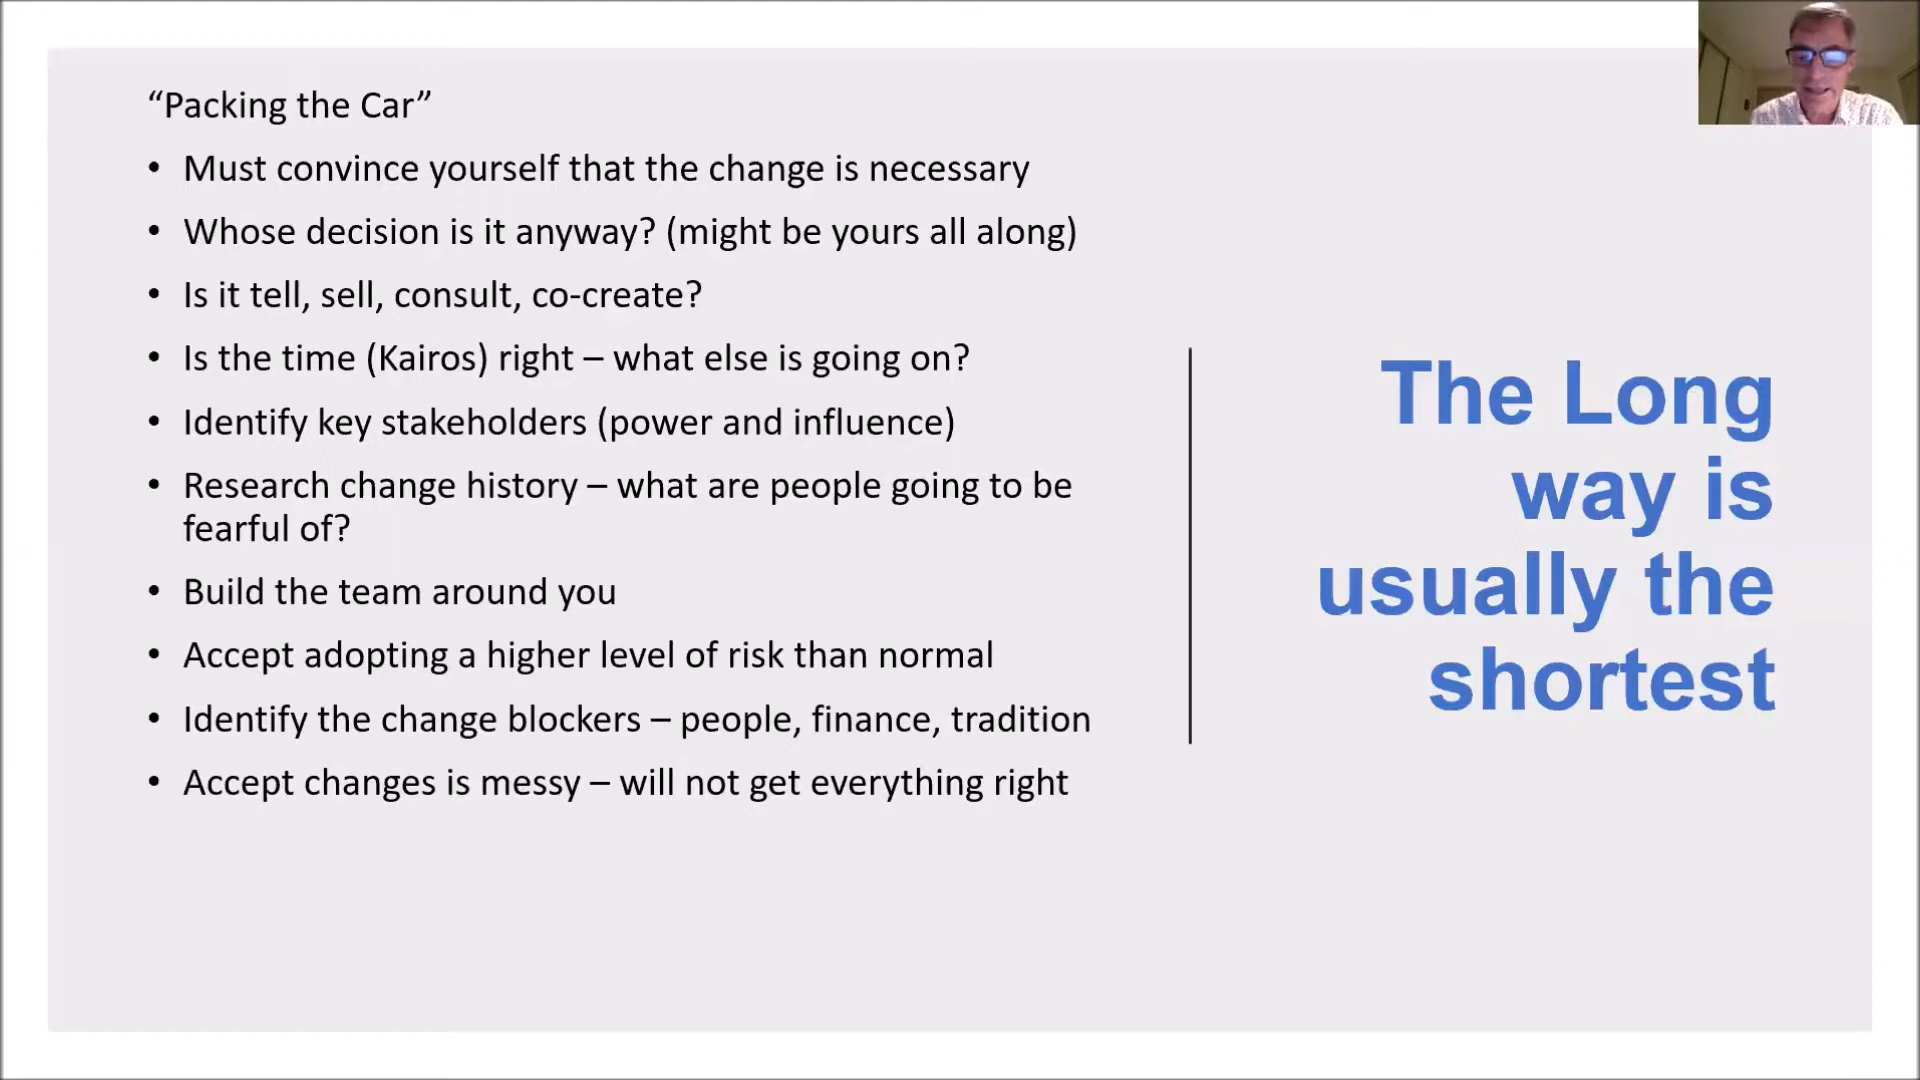 “Packing the Car”
• Must convince yourself that the change is necessary
• Whose decision is it anyway? (might be yours all along)
• Is it tell, sell, consult, co-create?
• Is the time (Kairos) right – what else is going on?
• Identify key stakeholders (power and influence)
• Research change history – what are people going to be
fearful of?
• Build the team around you
• Accept adopting a higher level of risk than normal
• Identify the change blockers – people, finance, tradition
• Accept changes is messy – will not get everything right
The Long
way is
usually the
shortest